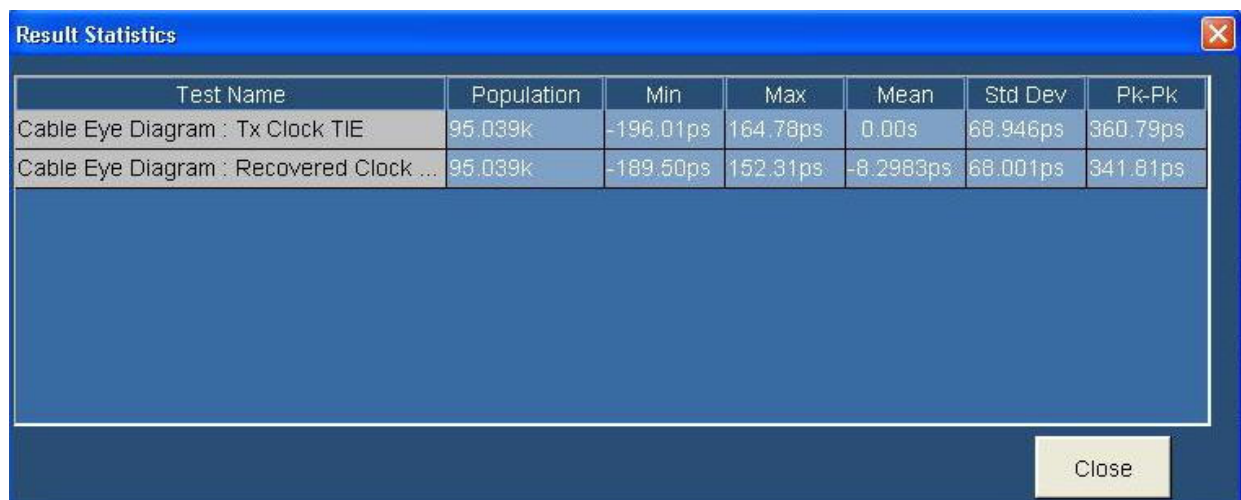 Result Statistics
Test Name Population Min Max Mean Std Dev Pk-Pk
Cable Eye Diagram : Tx Clock TIE 95.039k -196.01ps 164.78ps 0.00s 68.946ps 360.79ps
Cable Eye Diagram : Recovered Clock ... 95.039k -189.50ps 152.31ps -8.2983ps 68.001ps 341.81ps
Close